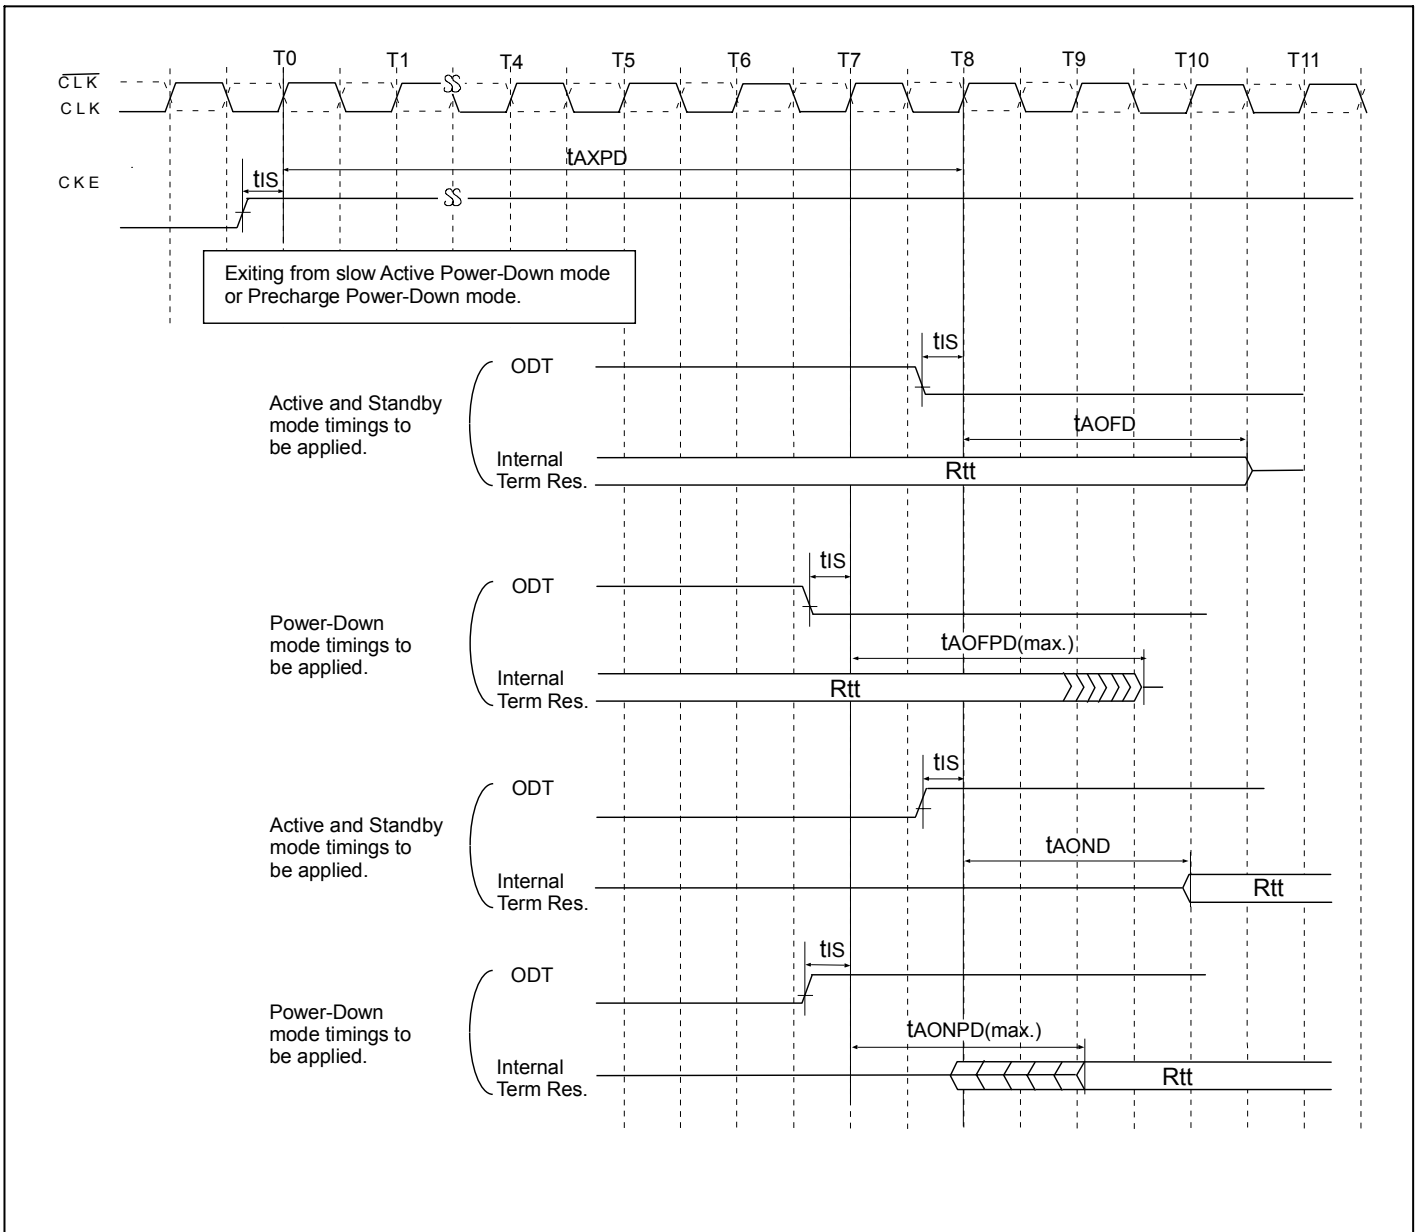 T0 T1 T4 T5 T6 T7 T8 T9 T10 T11
CLK
CLK
tAXPD
CKE
tIS
Exiting from slow Active Power-Down mode
or Precharge Power-Down mode.
tIS
ODT
Active and Standby
mode timings to
be applied.
tAOFD
Internal
Term Res.
Rtt
tIS
ODT
Power-Down
mode timings to
be applied.
tAOFPD(max.)
Internal
Term Res.
Rtt
tIS
ODT
Active and Standby
mode timings to
be applied.
tAOND
Internal
Term Res.
Rtt
tIS
ODT
Power-Down
mode timings to
be applied.
tAONPD(max.)
Internal
Term Res.
Rtt